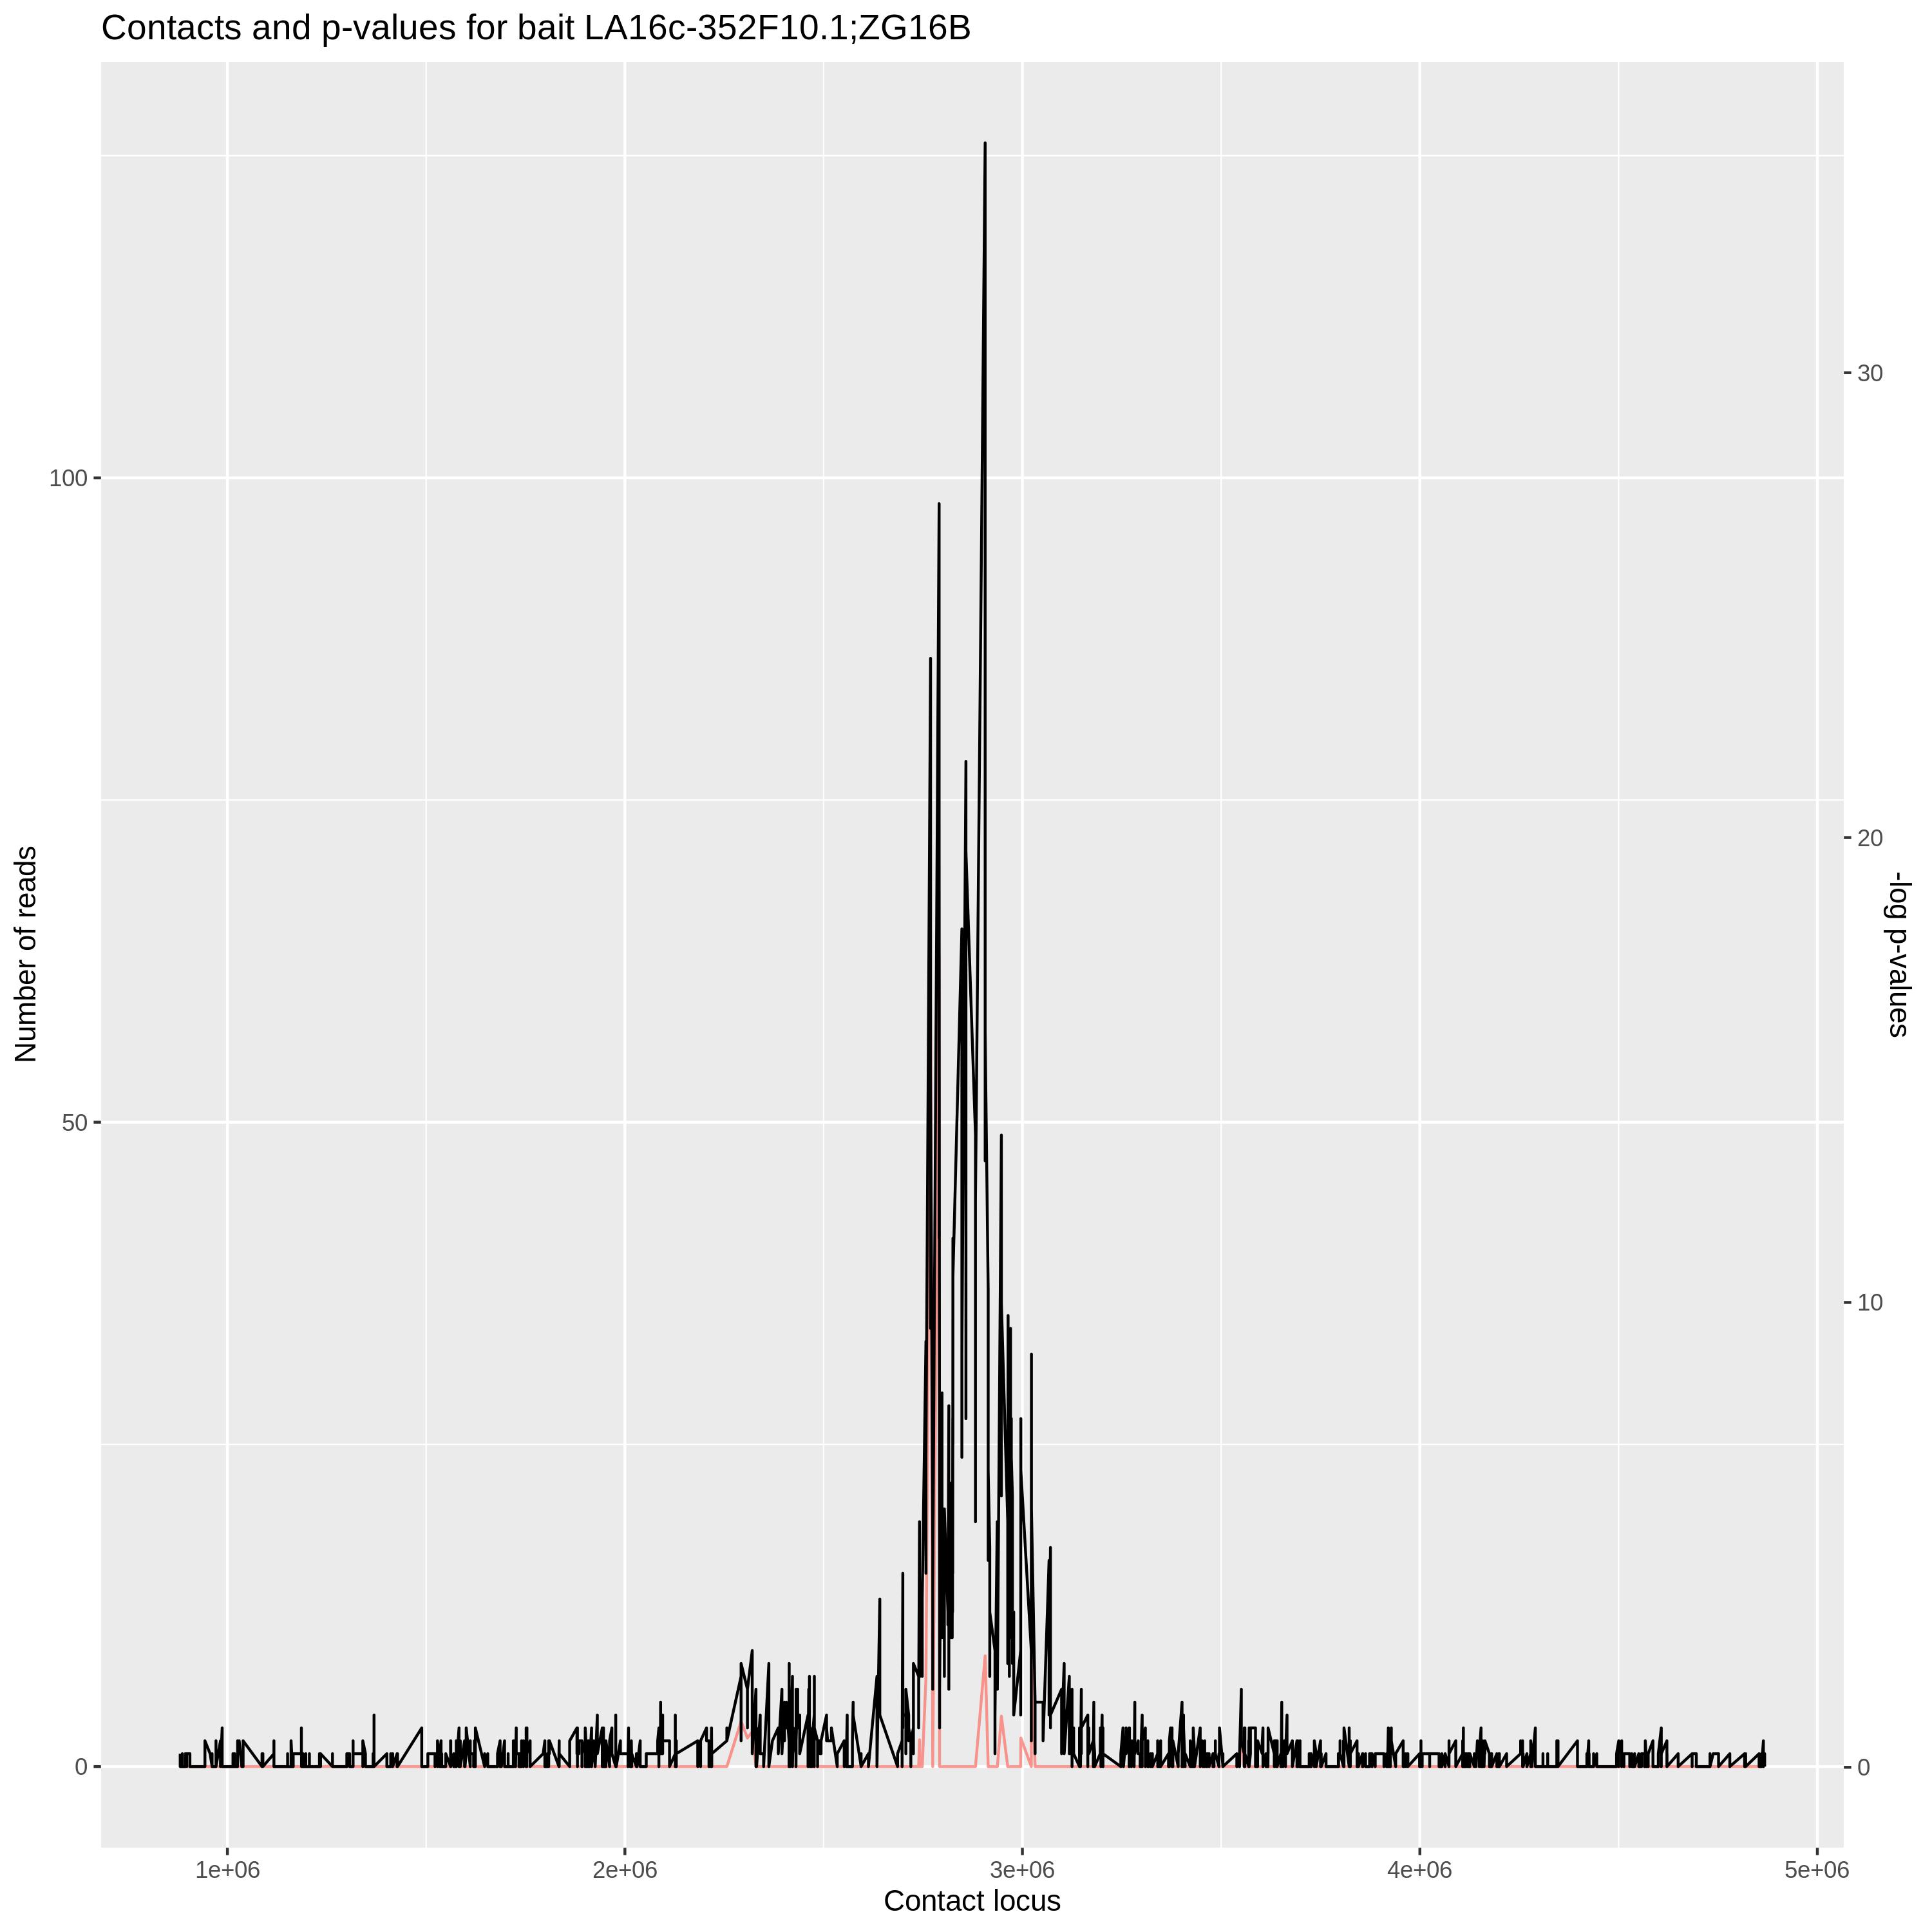 Contacts and p-values for bait LA16c-352F10.1;ZG16B
Number of reads
100
50
0
30
20
10
0
-log p-values
1e+06
2e+06
3e+06
4e+06
5e+06
Contact locus